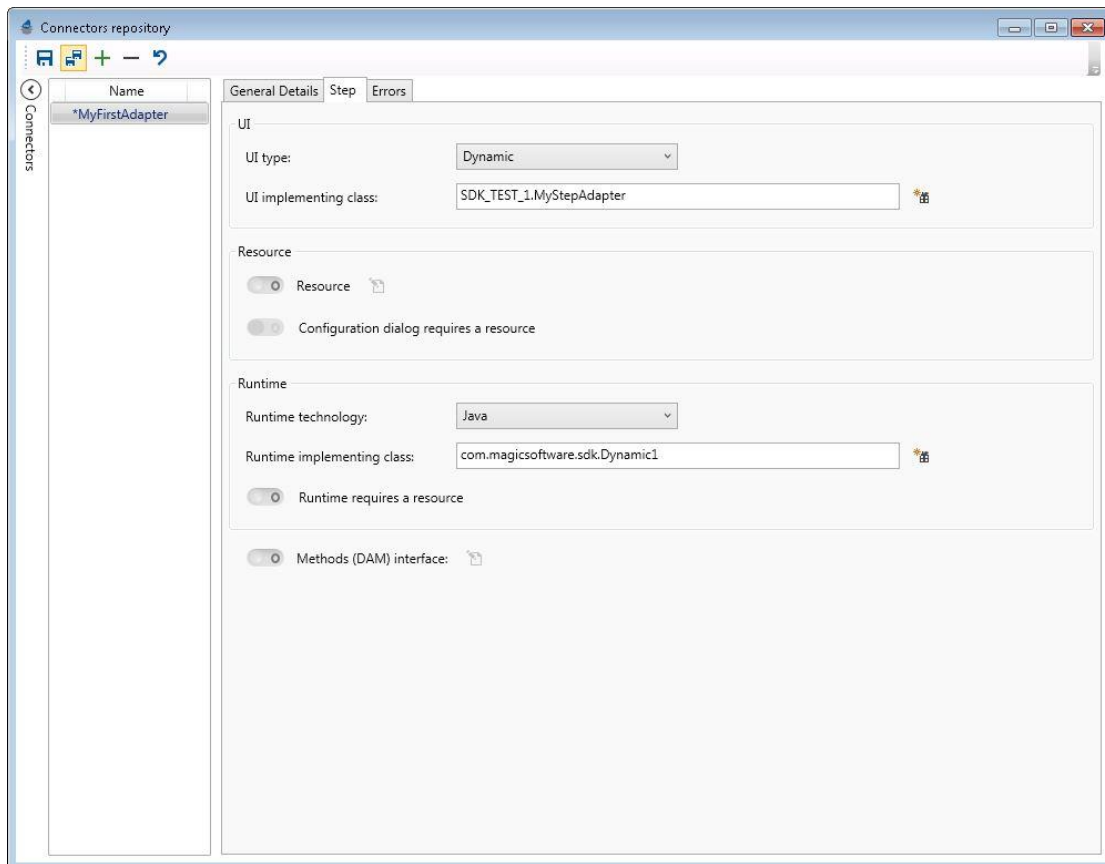 Connectors repository
Connectors
Name
*MyFirstAdapter
General Details Step Errors
UI
UI type: Dynamic
UI implementing class: SDK_TEST_1.MyStepAdapter
Resource
Resource
Configuration dialog requires a resource
Runtime
Runtime technology: Java
Runtime implementing class: com.magicsoftware.sdk.Dynamic1
Runtime requires a resource
Methods (DAM) interface: